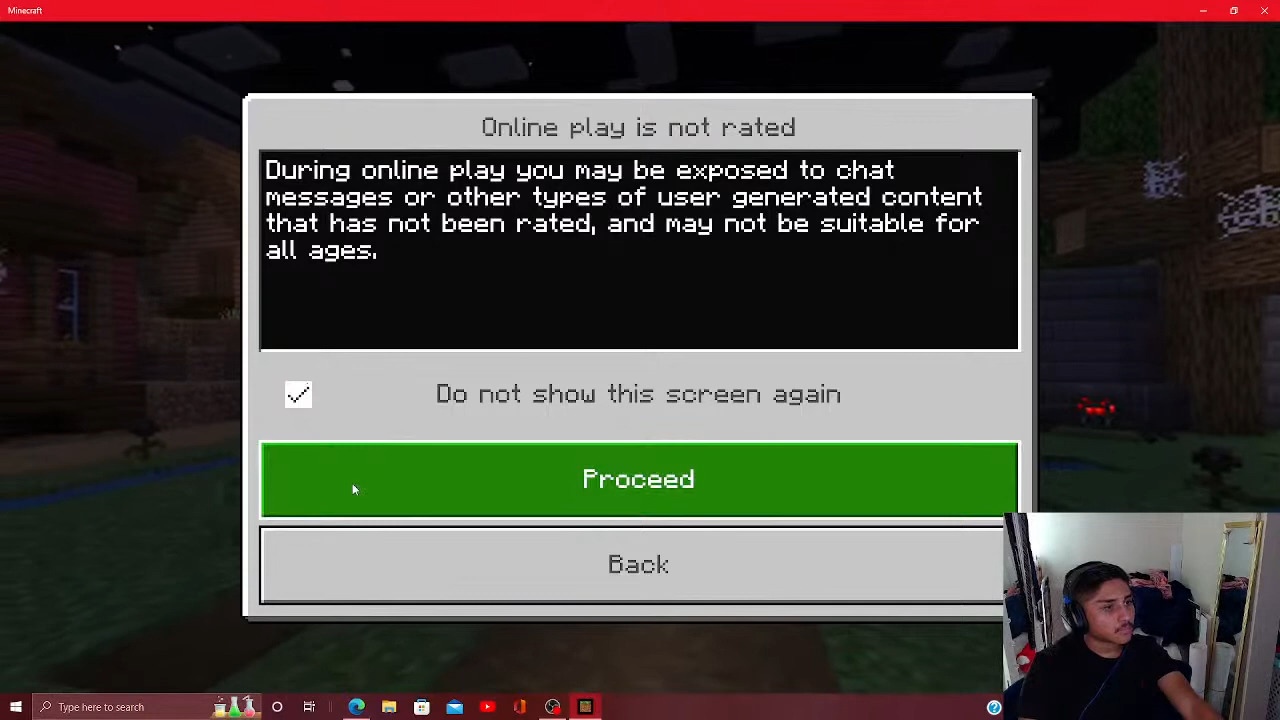 Minecraft
Online play is not rated
During online play you may be exposed to chat
messages or other types of user generated content
that has not been rated, and may not be suitable for
all ages.
Do not show this screen again
Proceed
Back
Type here to search